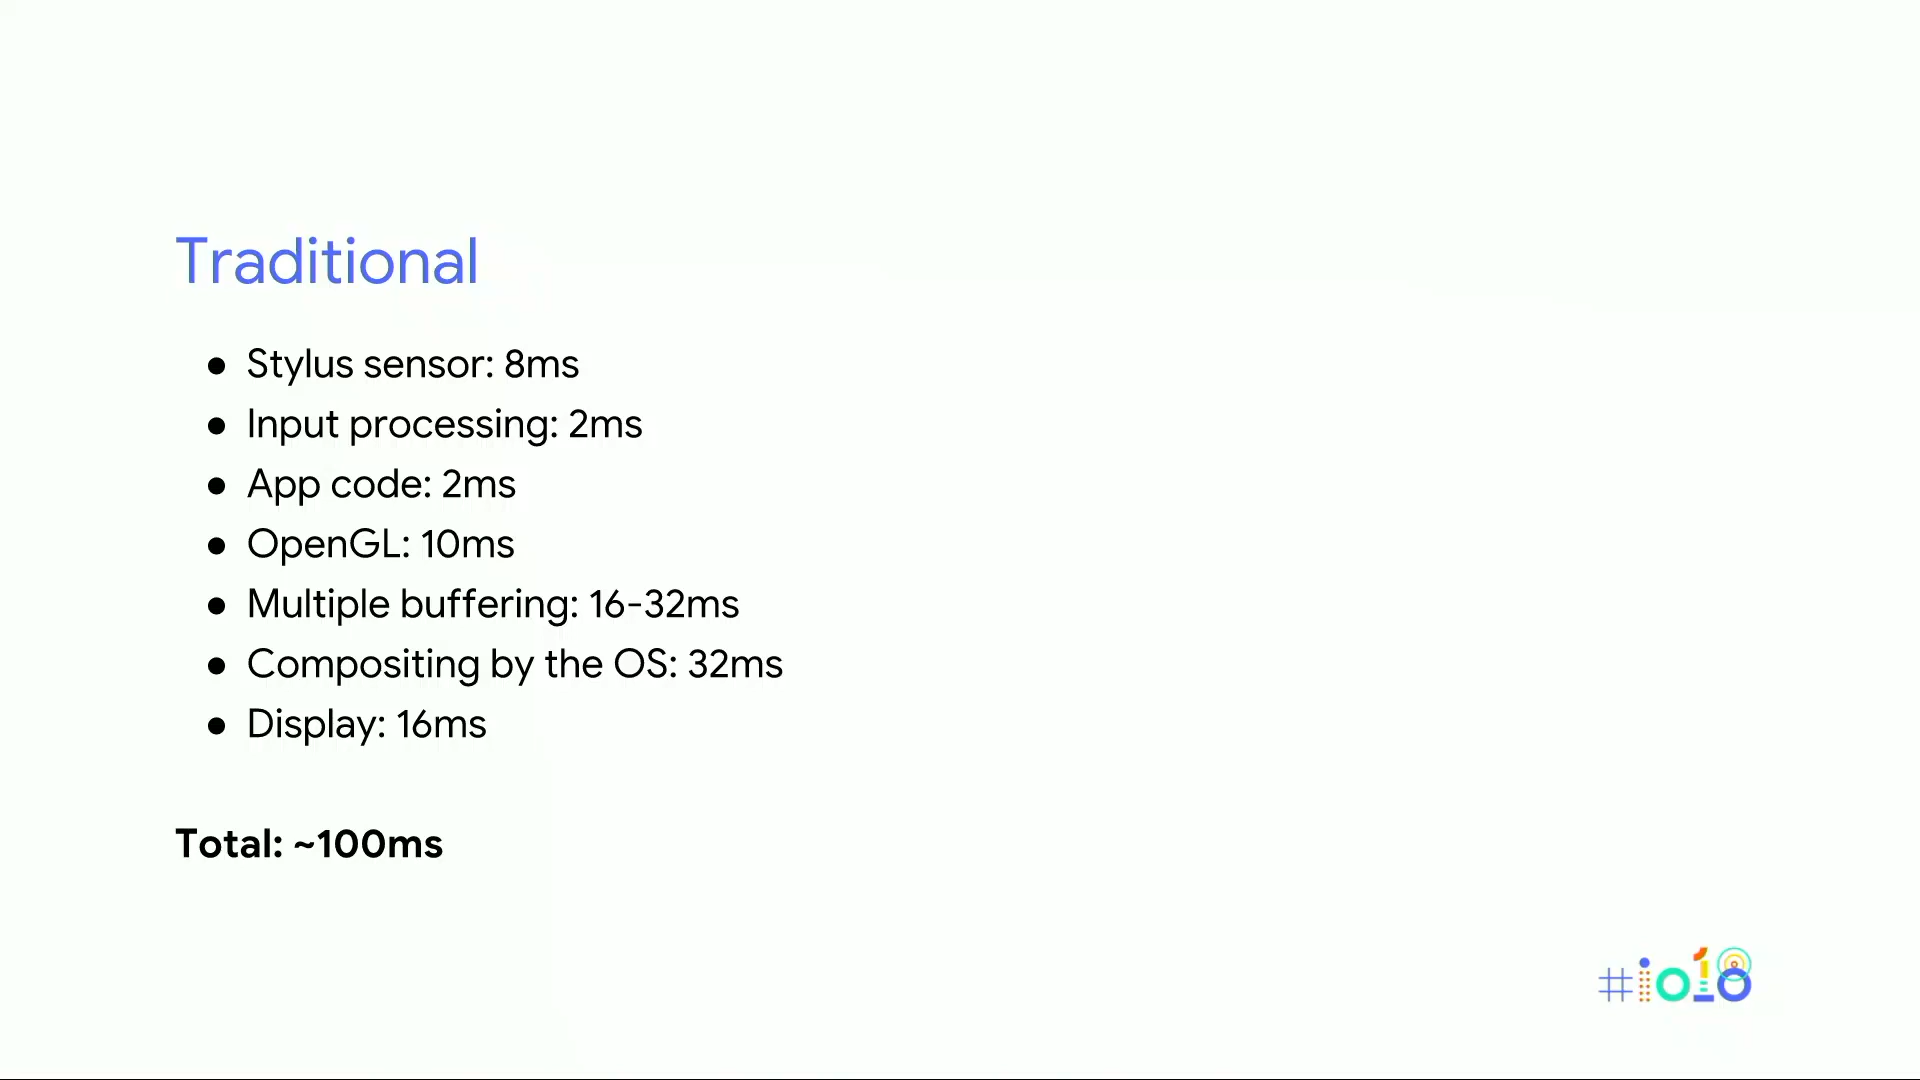 Traditional
● Stylus sensor: 8ms
● Input processing: 2ms
● App code: 2ms
● OpenGL: 10ms
● Multiple buffering: 16-32ms
● Compositing by the OS: 32ms
● Display: 16ms
Total: ~100ms
#io18